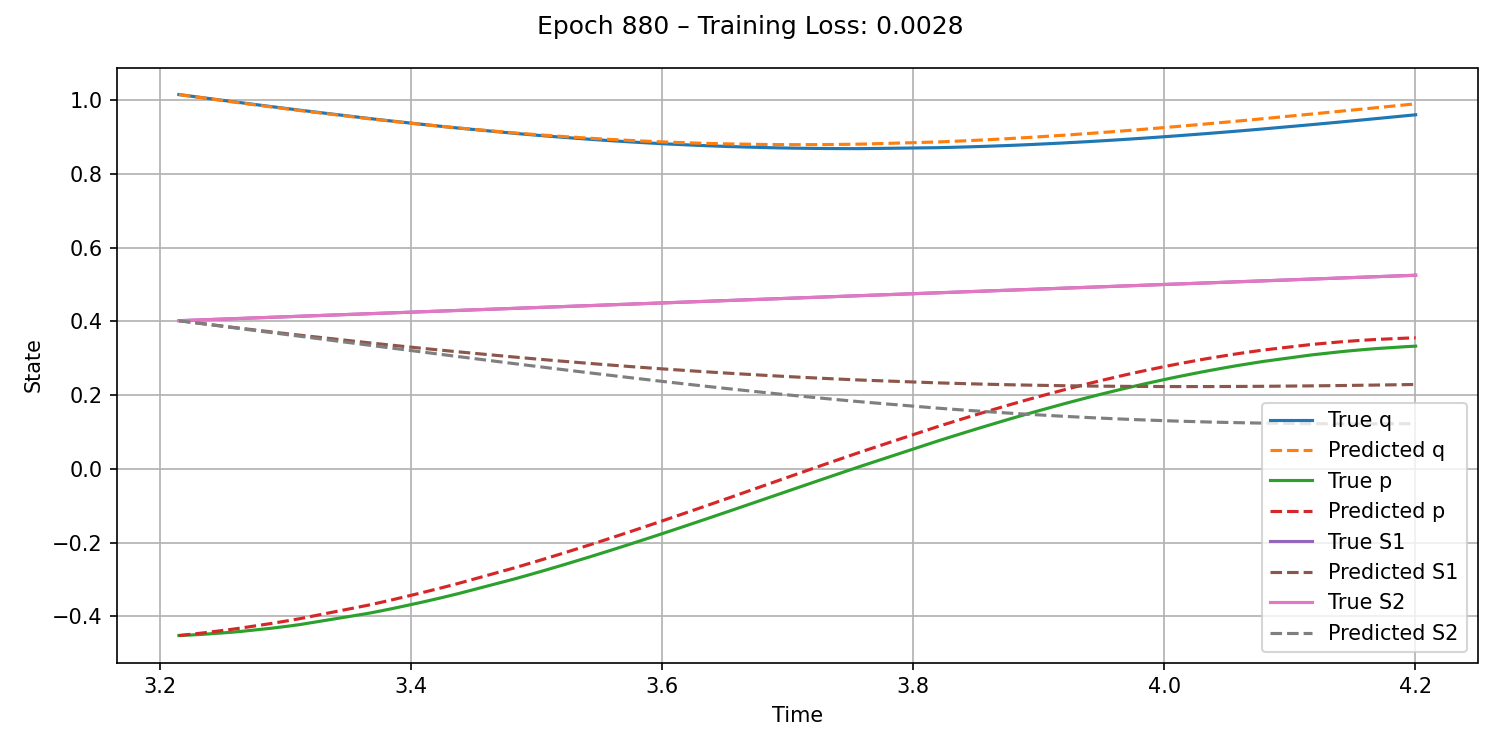 Epoch 880 – Training Loss: 0.0028
1.0
0.8
0.6
0.4
0.2
0.0
−0.2
−0.4
State
3.2
3.4
3.6
3.8
4.0
4.2
Time
True q
Predicted q
True p
Predicted p
True S1
Predicted S1
True S2
Predicted S2